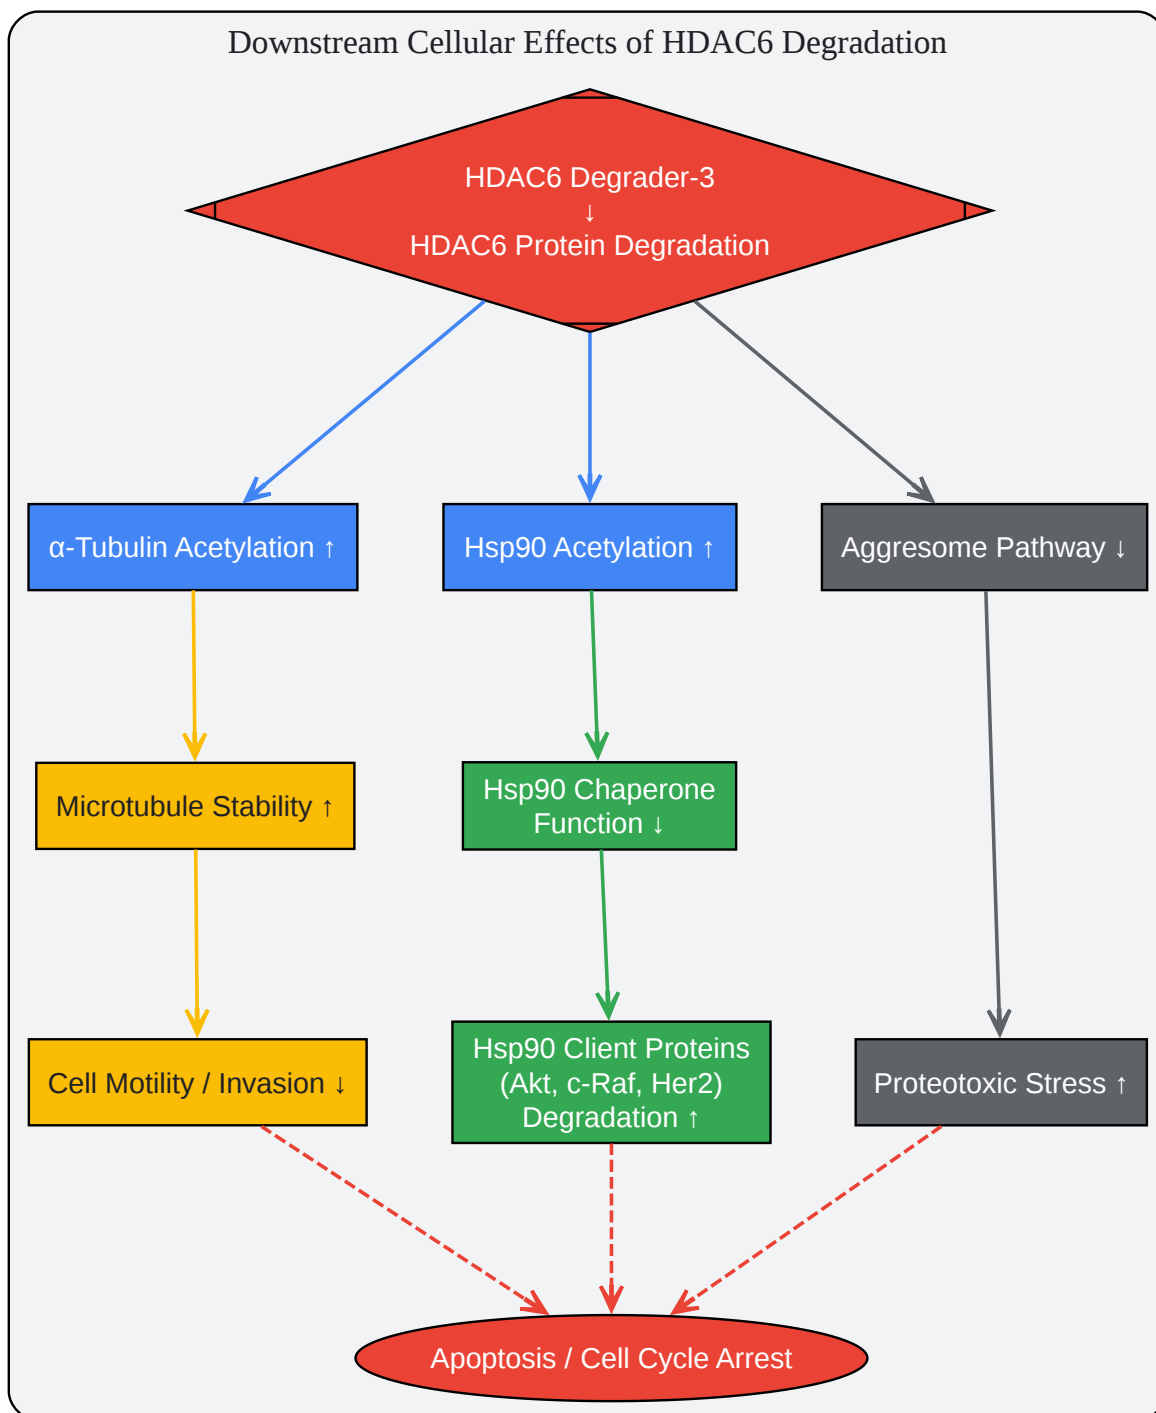 Downstream Cellular Effects of HDAC6 Degradation
HDAC6 Degrader-3
↓
HDAC6 Protein Degradation
α-Tubulin Acetylation ↑
Hsp90 Acetylation ↑
Aggresome Pathway ↓
Microtubule Stability ↑
Hsp90 Chaperone
Function ↓
Cell Motility / Invasion ↓
Hsp90 Client Proteins
(Akt, c-Raf, Her2)
Degradation ↑
Proteotoxic Stress ↑
Apoptosis / Cell Cycle Arrest